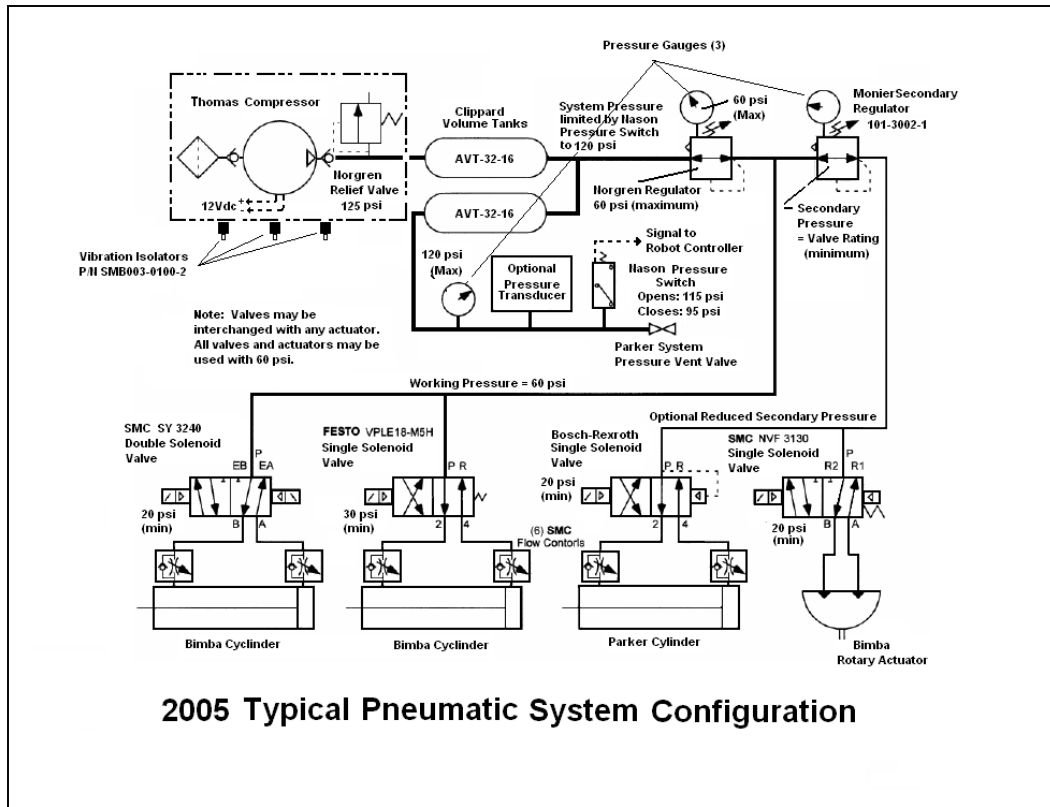 Pressure Gauges (3)
Thomas Compressor
Clippard
Volume Tanks
System Pressure
limited by Nason
Pressure Switch
to 120 psi
60 psi
(Max)
MonierSecondary
Regulator
101-3002-1
AVT-32-16
Norgren
Relief Valve
125 psi
Norgren Regulator
60 psi (maximum)
12Vdc
+
-
AVT-32-16
Secondary
Pressure
= Valve Rating
(minimum)
Signal to
Robot Controller
Vibration Isolators
P/N SMB003-0100-2
120 psi
(Max)
Optional
Pressure
Transducer
Nason Pressure
Switch
Opens: 115 psi
Closes: 95 psi
Note: Valves may be
interchanged with any actuator.
All valves and actuators may be
used with 60 psi.
Parker System
Pressure Vent Valve
Working Pressure = 60 psi
Optional Reduced Secondary Pressure
SMC SY 3240
Double Solenoid
Valve
P
EB EA
20 psi
(min)
B A
FESTO VPLE18-M5H
Single Solenoid
Valve
P R
30 psi
(min)
2 4
Bosch-Rexroth
Single Solenoid
Valve
P R
20 psi
(min)
2 4
SMC NVF 3130
Single Solenoid
Valve
P
R2 R1
20 psi
(min)
B A
(6) SMC
Flow Contorls
Bimba Cyclinder
Bimba Cyclinder
Parker Cylinder
Bimba
Rotary Actuator
2005 Typical Pneumatic System Configuration